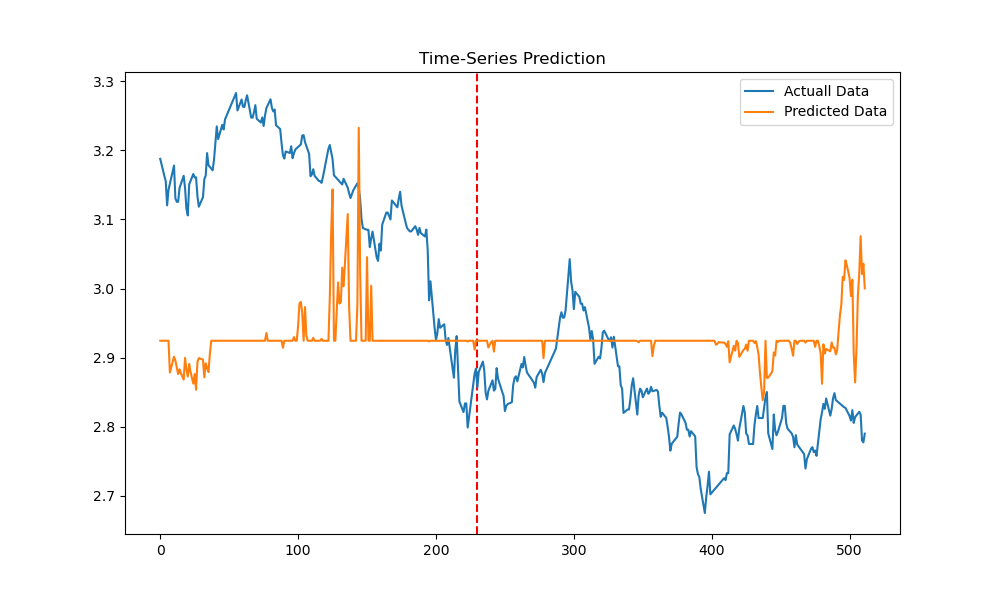 Time-Series Prediction
Actuall Data
Predicted Data
3.3
3.2
3.1
3.0
2.9
2.8
2.7
0 100 200 300 400 500